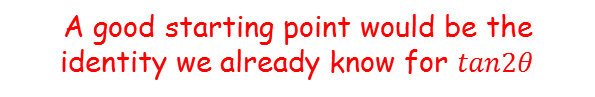 A good starting point would be the
identity we already know for 𝑡𝑎𝑛2𝜃